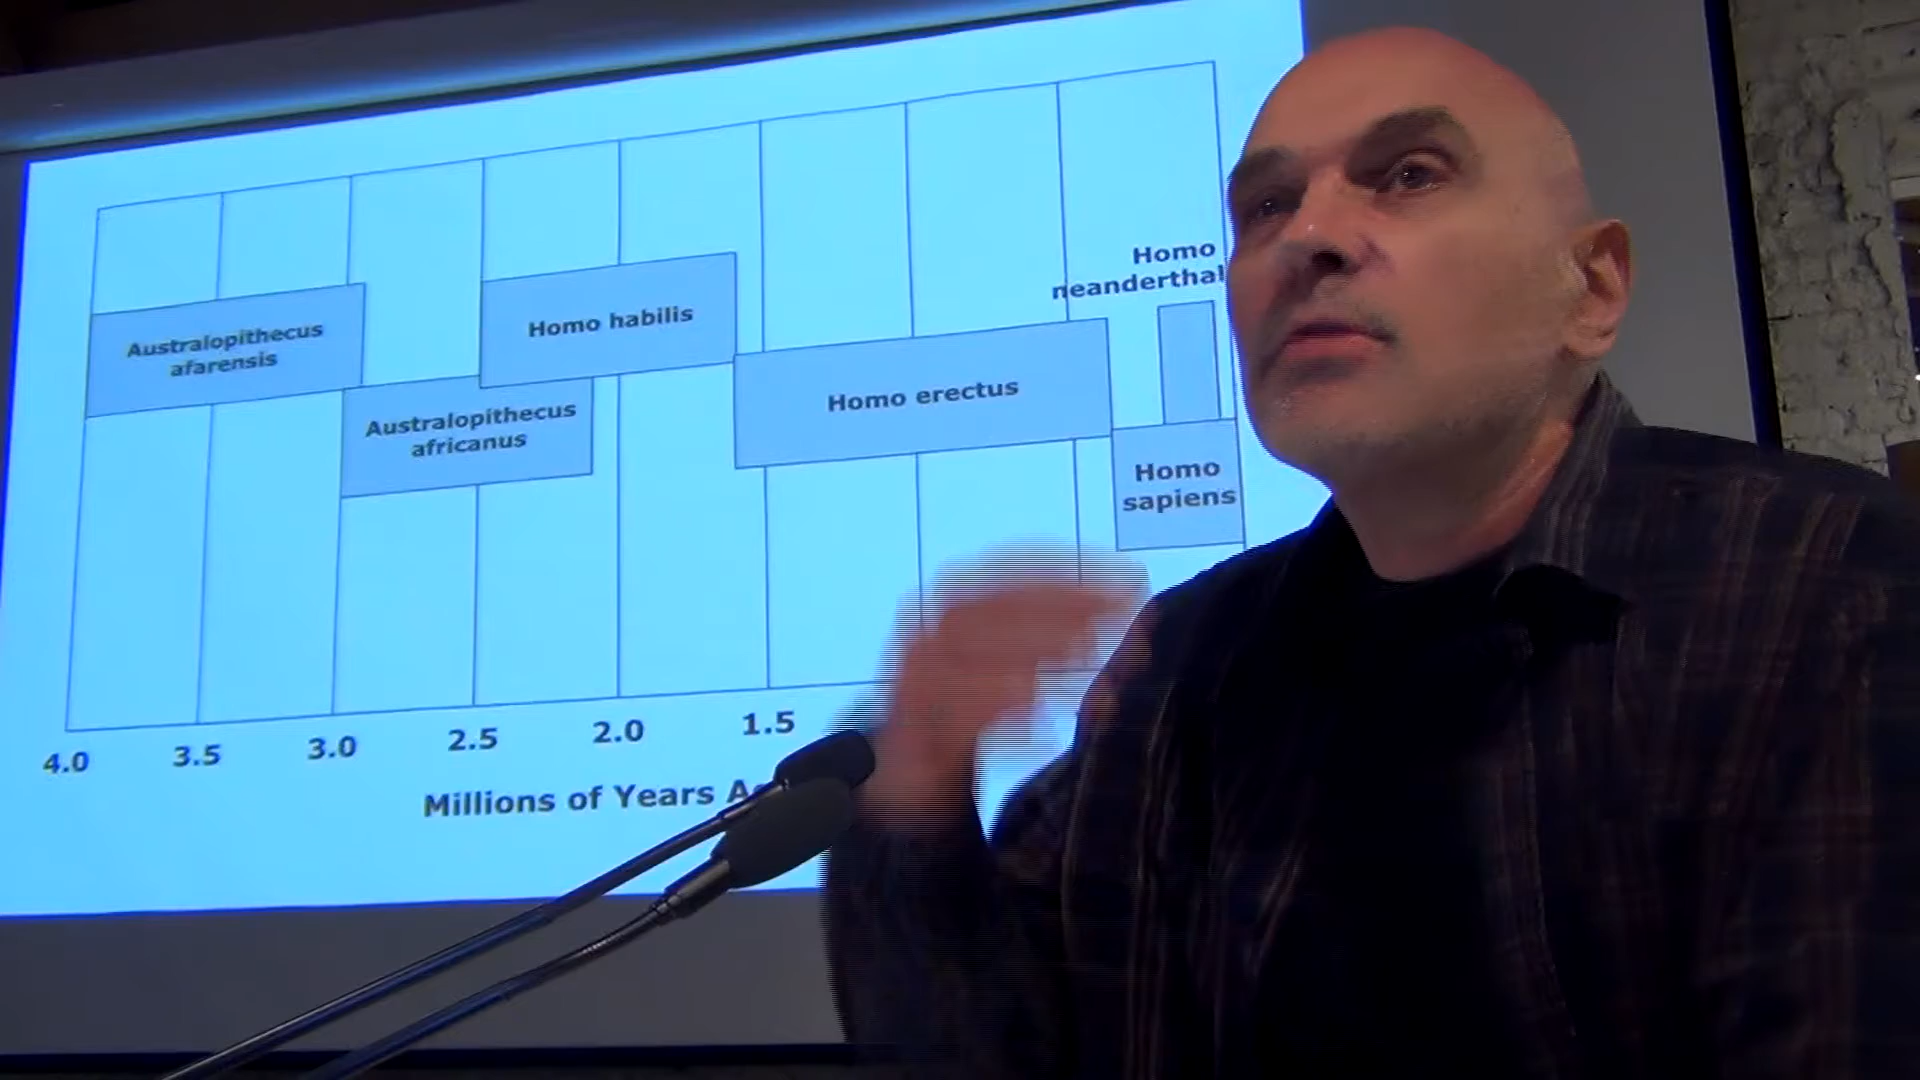 Homo
neanderthal
Homo habilis
Australopithecus
afarensis
Homo erectus
Australopithecus
africanus
Homo
sapiens
4.0 3.5 3.0 2.5 2.0 1.5
Millions of Years